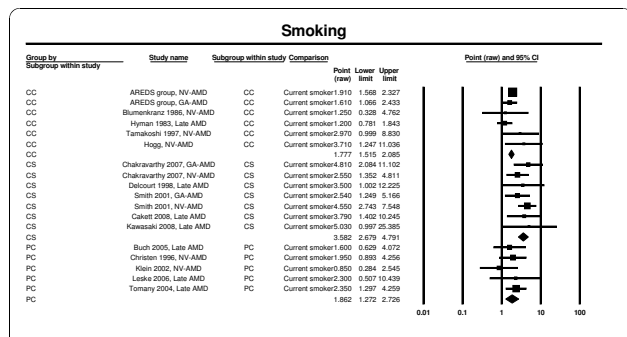 Smoking
Group by Study name Subgroup within study Comparison Point (raw) and 95% CI
Subgroup within study
Point Lower Upper
(raw) limit limit
CC AREDS group, NV-AMD CC Current smoker 1.910 1.568 2.327
CC AREDS group, GA-AMD CC Current smoker 1.610 1.066 2.433
CC Blumenkranz 1986, NV-AMD CC Current smoker 1.250 0.328 4.762
CC Hyman 1983, Late AMD CC Current smoker 1.200 0.781 1.843
CC Tamakoshi 1997, NV-AMD CC Current smoker 2.970 0.999 8.830
CC Hogg, NV-AMD CC Current smoker 3.710 1.247 11.036
CC 1.777 1.515 2.085
CS Chakravarthy 2007, GA-AMD CS Current smoker 4.810 2.084 11.102
CS Chakravarthy 2007, NV-AMD CS Current smoker 2.550 1.352 4.811
CS Delcourt 1998, Late AMD CS Current smoker 3.500 1.002 12.225
CS Smith 2001, GA-AMD CS Current smoker 2.540 1.249 5.166
CS Smith 2001, NV-AMD CS Current smoker 4.550 2.743 7.548
CS Cakett 2008, Late AMD CS Current smoker 3.790 1.402 10.245
CS Kawasaki 2008, Late AMD CS Current smoker 5.030 0.997 25.385
CS 3.582 2.679 4.791
PC Buch 2005, Late AMD PC Current smoker 1.600 0.629 4.072
PC Christen 1996, NV-AMD PC Current smoker 1.950 0.893 4.256
PC Klein 2002, NV-AMD PC Current smoker 0.850 0.284 2.545
PC Leske 2006, Late AMD PC Current smoker 2.300 0.507 10.439
PC Tomany 2004, Late-AMD PC Current smoker 2.350 1.297 4.259
PC 1.862 1.272 2.726
0.01 0.1 1 10 100